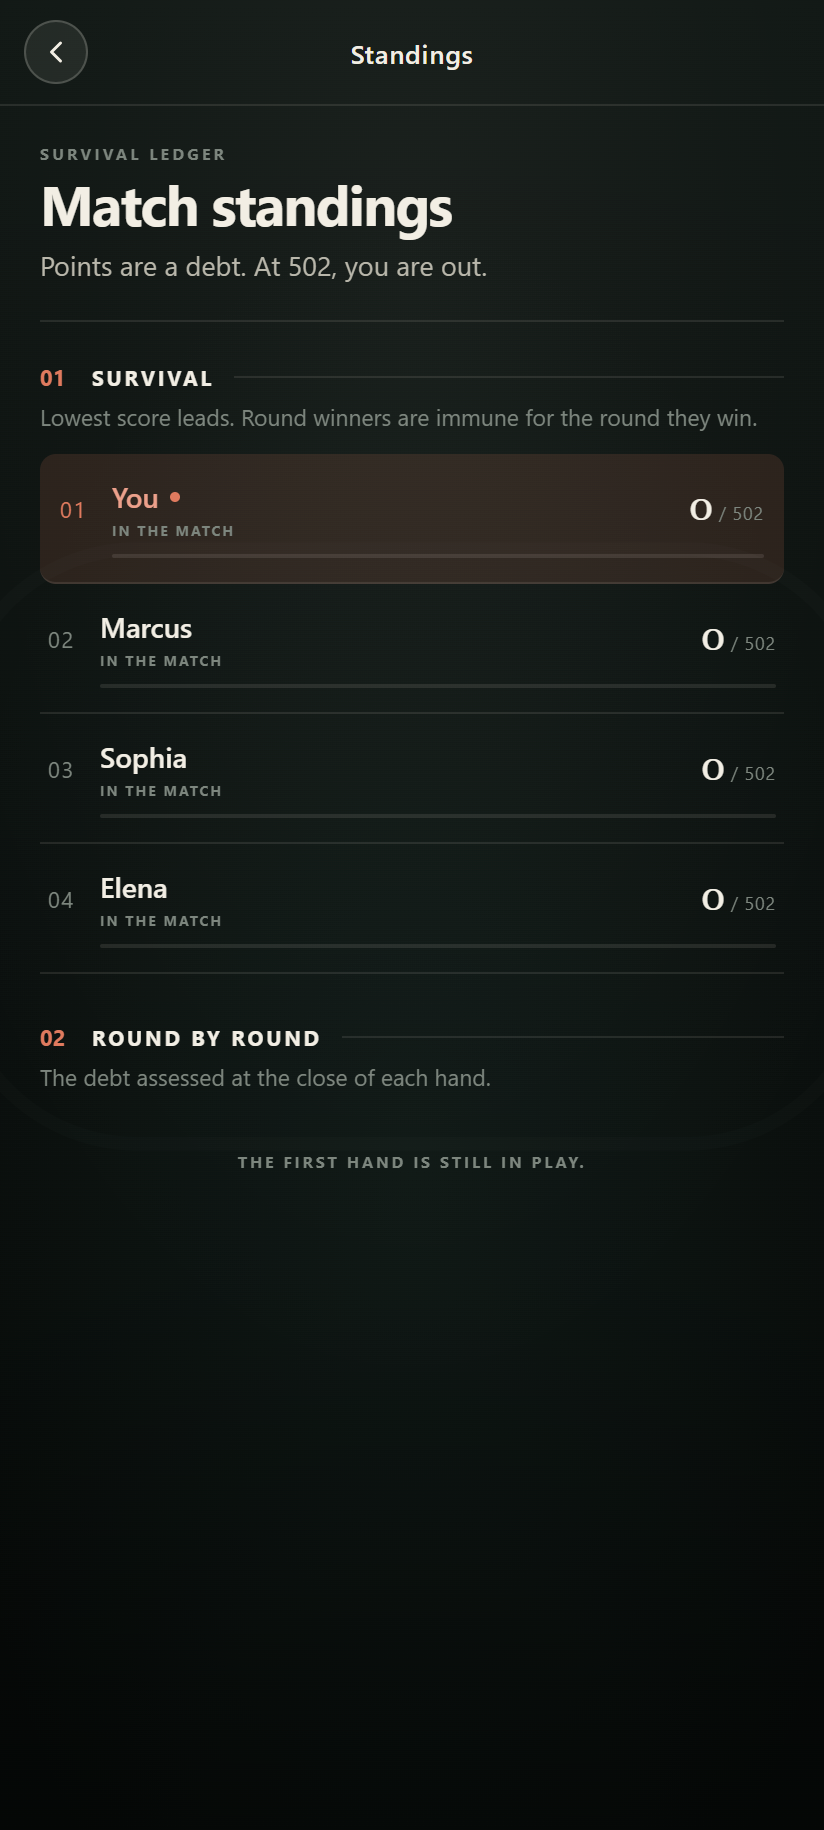 Standings
SURVIVAL LEDGER
Match standings
Points are a debt. At 502, you are out.
01 SURVIVAL
Lowest score leads. Round winners are immune for the round they win.
01 You 0 / 502
IN THE MATCH
02 Marcus 0 / 502
IN THE MATCH
03 Sophia 0 / 502
IN THE MATCH
04 Elena 0 / 502
IN THE MATCH
02 ROUND BY ROUND
The debt assessed at the close of each hand.
THE FIRST HAND IS STILL IN PLAY.